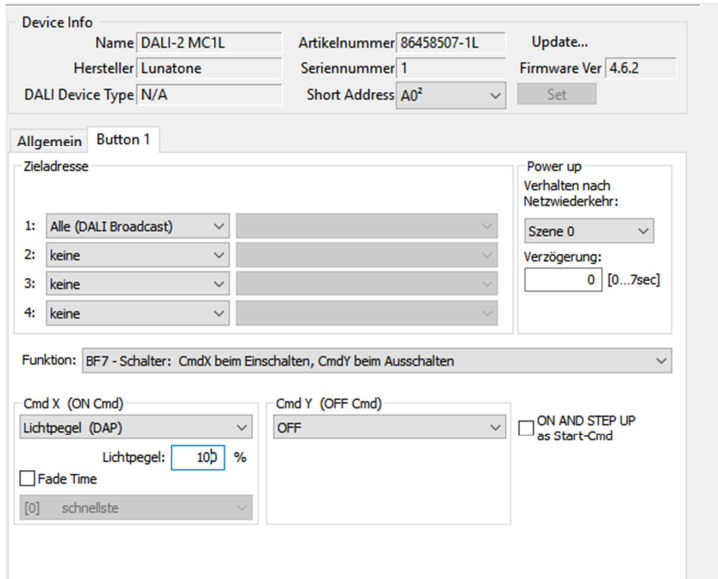 Device Info
Name DALI-2 MC1L Artikelnummer 86458507-1L Update...
Hersteller Lunatone Seriennummer 1 Firmware Ver 4.6.2
DALI Device Type N/A Short Address A0² Set
Allgemein Button 1
Zieladresse Power up
Verhalten nach
Netzwiederkehr:
1: Alle (DALI Broadcast) Szene 0
2: keine Verzögerung:
3: keine 0 [0...7sec]
4: keine
Funktion: BF7 - Schalter: CmdX beim Einschalten, CmdY beim Ausschalten
Cmd X (ON Cmd) Cmd Y (OFF Cmd)
Lichtpegel (DAP) OFF ON AND STEP UP
as Start-Cmd
Lichtpegel: 100 %
Fade Time
[0] schnellste